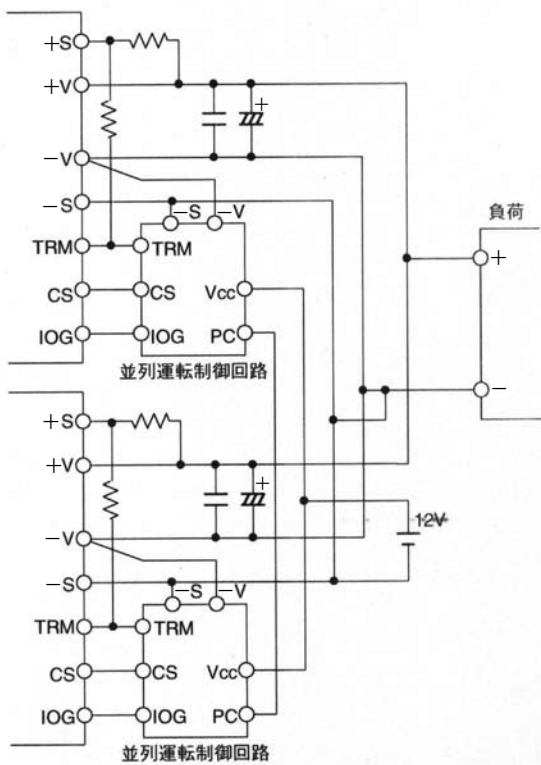 +S
+V
+
-V
-S
-S -V
負荷
TRM TRM
+
CS CS Vcc
IOG IOG PC
並列運転制御回路
-
+S
+V
+
12V
-V
-S
-S -V
TRM TRM
CS CS Vcc
IOG IOG PC
並列運転制御回路